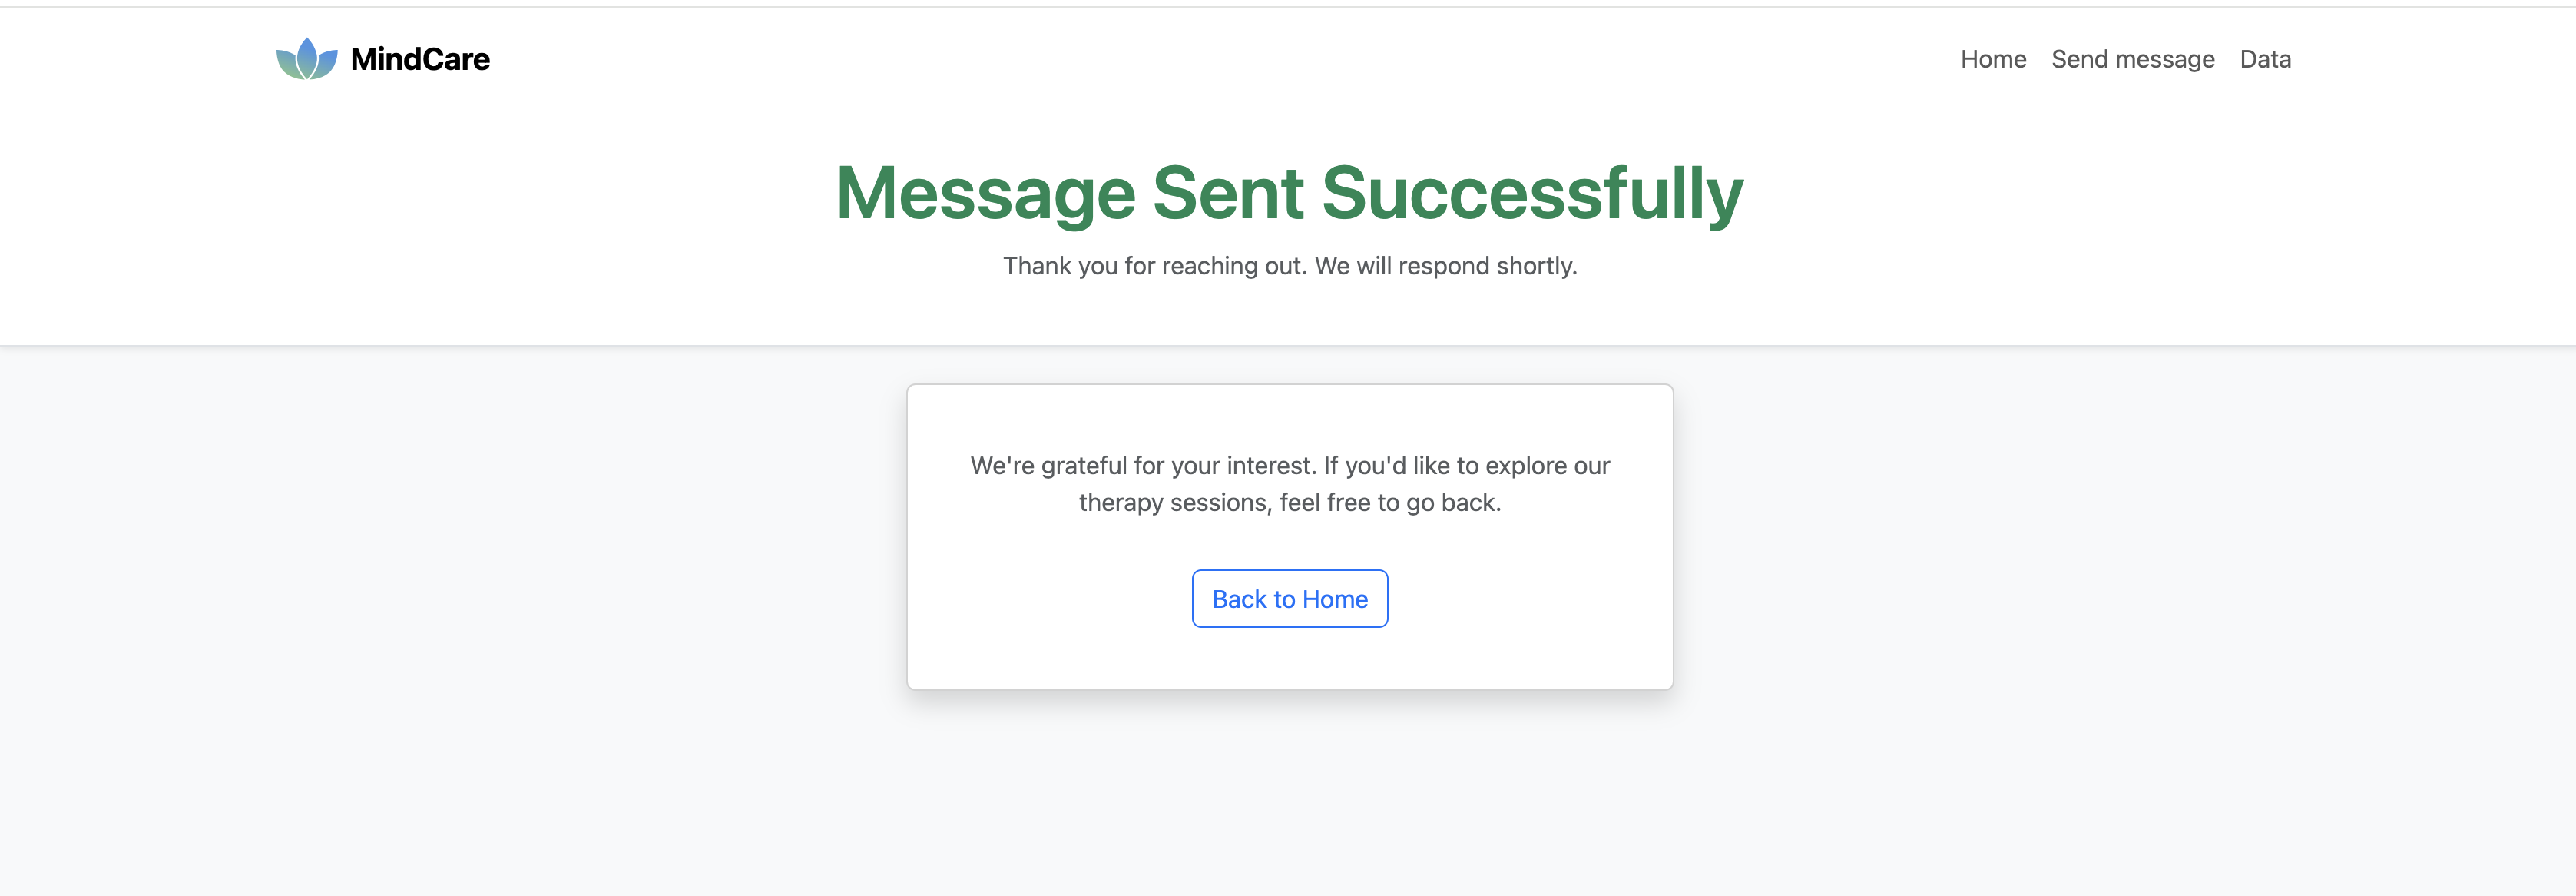 MindCare
Home Send message Data
Message Sent Successfully
Thank you for reaching out. We will respond shortly.
We're grateful for your interest. If you'd like to explore our
therapy sessions, feel free to go back.
Back to Home